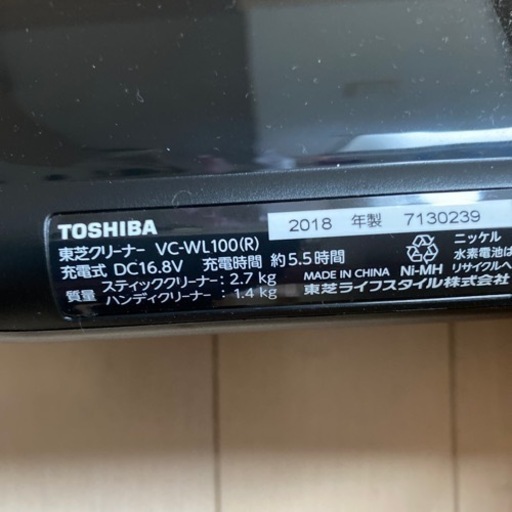 TOSHIBA
2018 年製 7130239
東芝クリーナー VC-WL100(R)
充電式 DC16.8V 充電時間 約5.5時間
質量 スティッククリーナー：2.7 kg
ハンディクリーナー：1.4 kg
MADE IN CHINA
Ni-MH
ニッケル
水素電池は
リサイクルへ
東芝ライフスタイル株式会社